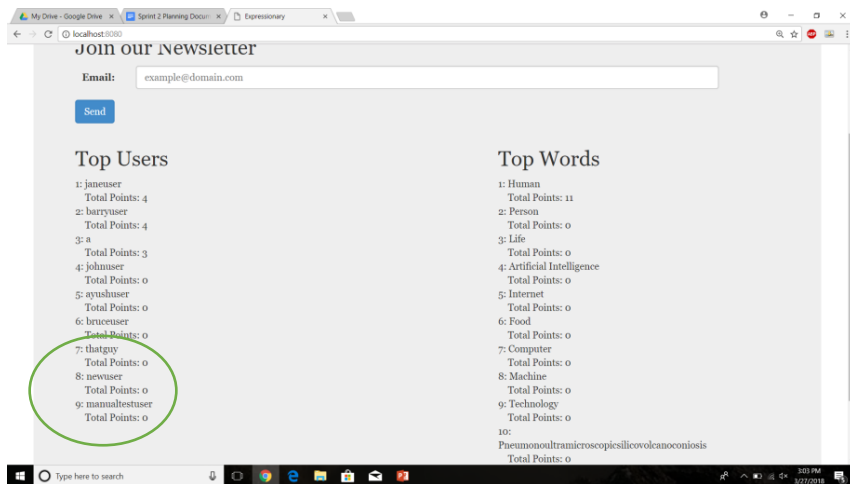 My Drive - Google Drive
Sprint 2 Planning Docum
Expressionary
localhost:8080
Join our Newsletter
Email:
example@domain.com
Send
Top Users
1: janeuser
Total Points: 4
2: barryuser
Total Points: 4
3: a
Total Points: 3
4: johnuser
Total Points: 0
5: ayushuser
Total Points: 0
6: bruceuser
Total Points: 0
7: thatguy
Total Points: 0
8: newuser
Total Points: 0
9: manualtestuser
Total Points: 0
Top Words
1: Human
Total Points: 11
2: Person
Total Points: 0
3: Life
Total Points: 0
4: Artificial Intelligence
Total Points: 0
5: Internet
Total Points: 0
6: Food
Total Points: 0
7: Computer
Total Points: 0
8: Machine
Total Points: 0
9: Technology
Total Points: 0
10:
Pneumonoultramicroscopicsilicovolcanoconiosis
Total Points: 0
Type here to search
3:03 PM
3/27/2018